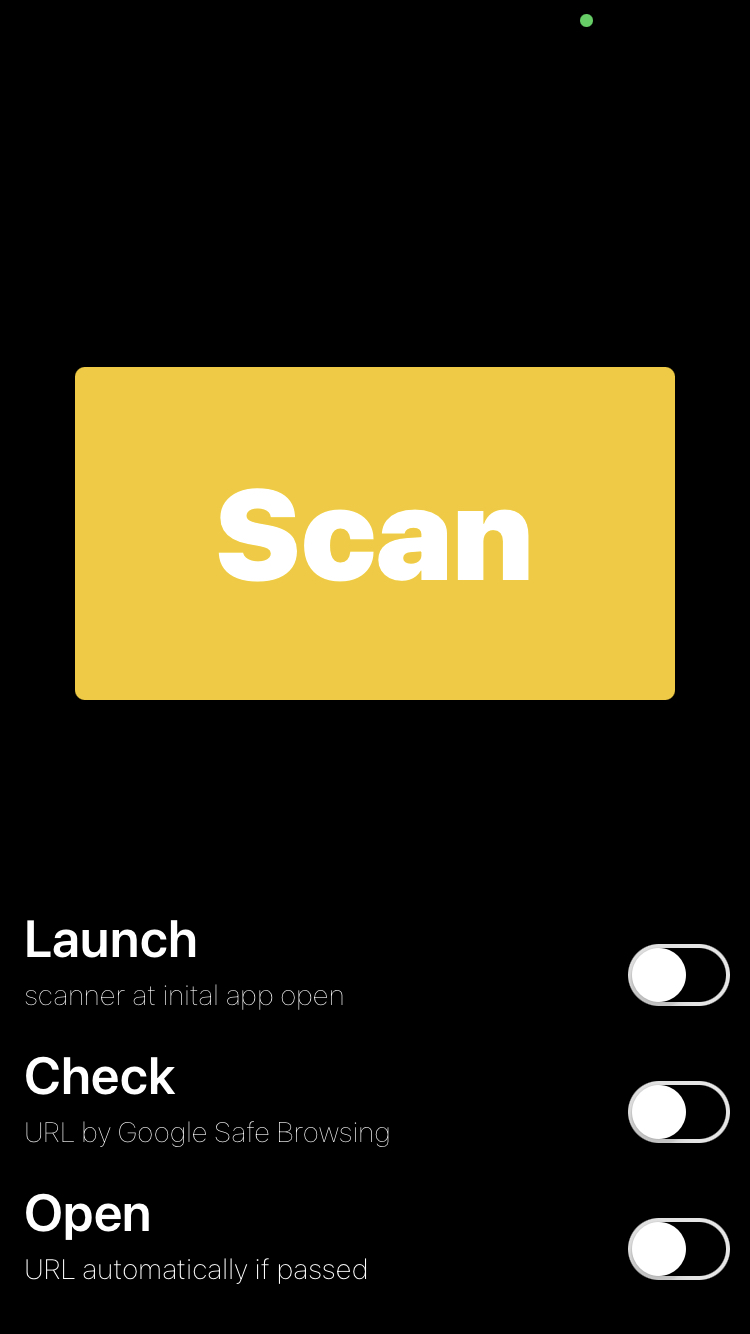 Scan
Launch
scanner at inital app open
Check
URL by Google Safe Browsing
Open
URL automatically if passed